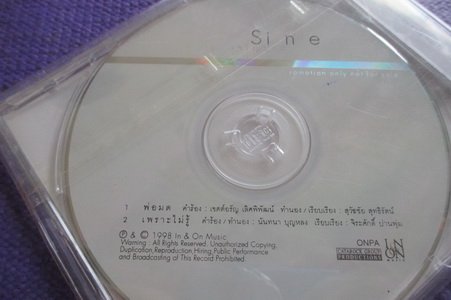 Sine
promotion only not for sale
1 พ่อมด คำร้อง : เขตต์อรัญ เลิศพิพัฒน์ ทำนอง / เรียบเรียง : สุวัธชัย สุทธิรัตน์
2 เพราะไม่รู้ คำร้อง / ทำนอง : นันทนา บุญหลง เรียบเรียง : จิระศักดิ์ ปานพุ่ม
℗ & © 1998 In & On Music
Warning : All Rights Reserved. Unauthorized Copying,
Duplication,Reproduction Hiring,Public Performance
and Broadcasting of This Record Prohibited
ONPA
PRODUCTIONS
IN ON
MUSIC